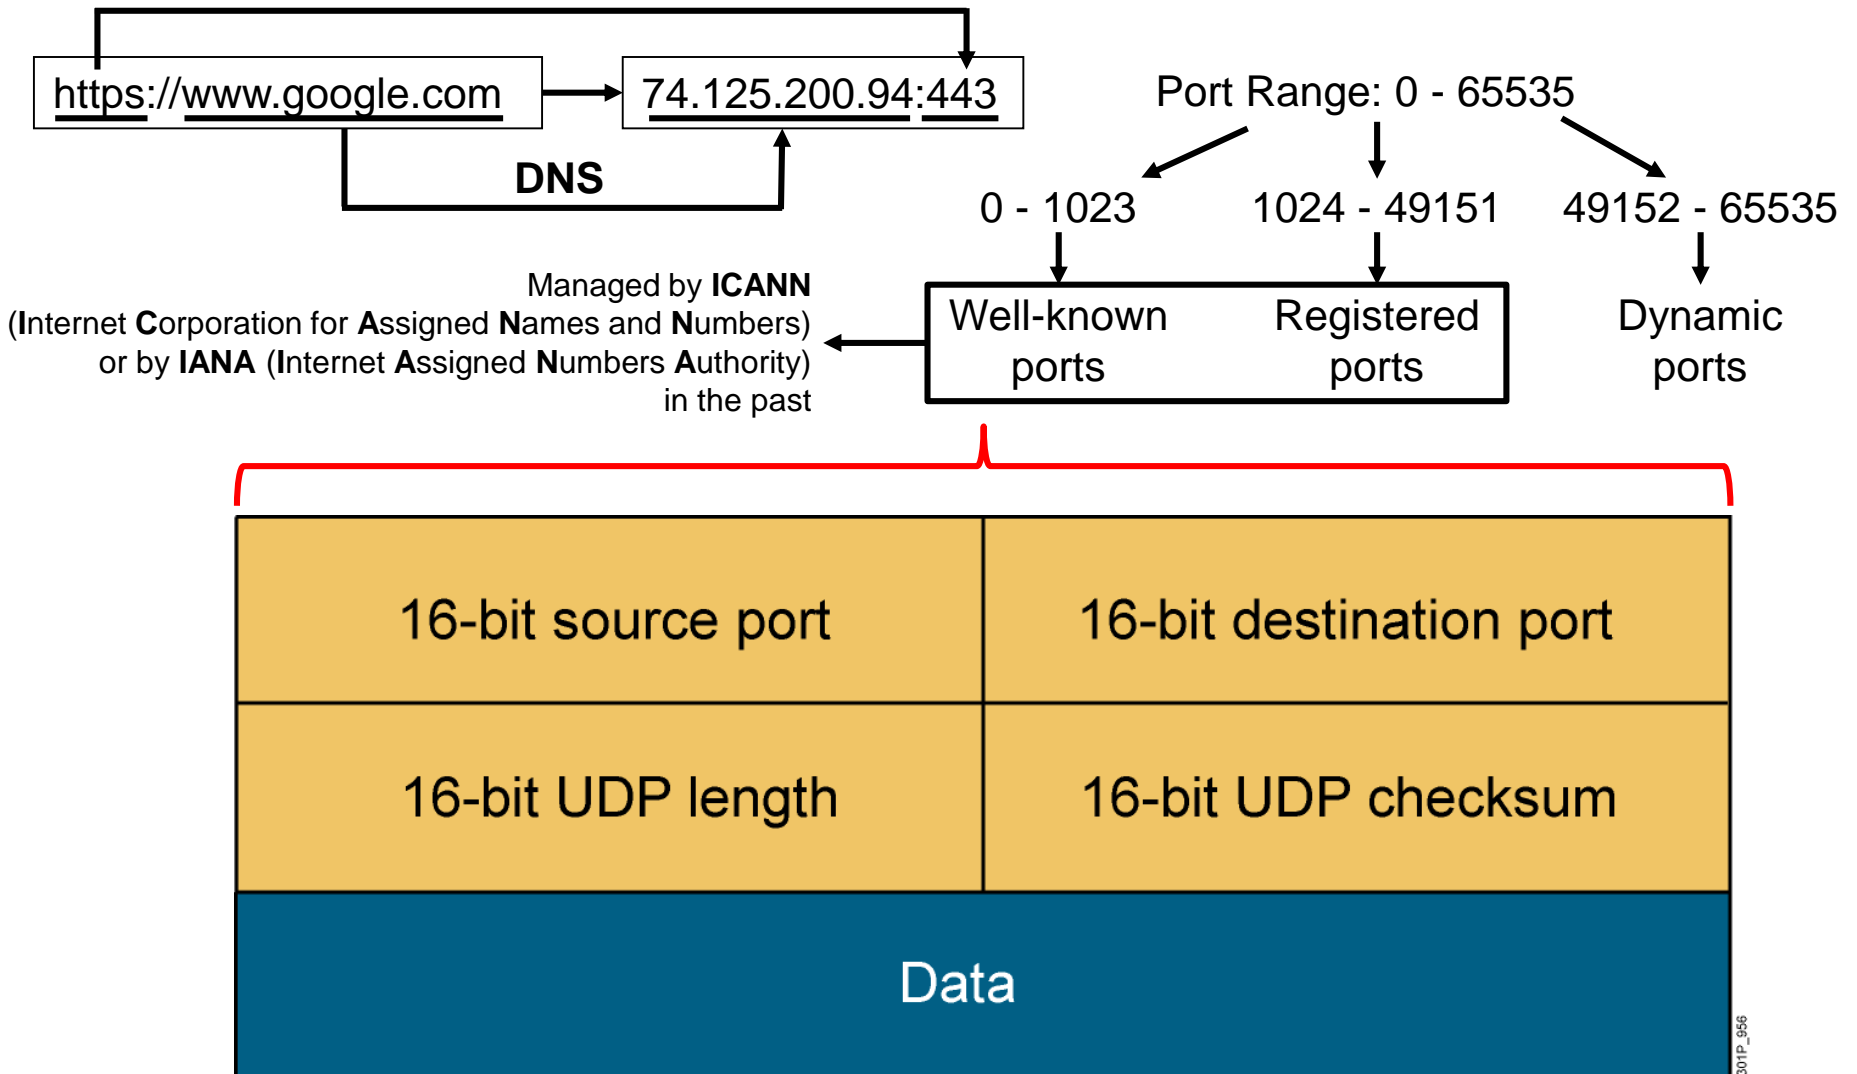 https://www.google.com
74.125.200.94:443
DNS
Port Range: 0 - 65535
0 - 1023
1024 - 49151
49152 - 65535
Well-known
ports
Registered
ports
Dynamic
ports
Managed by ICANN
(Internet Corporation for Assigned Names and Numbers)
or by IANA (Internet Assigned Numbers Authority)
in the past
16-bit source port
16-bit destination port
16-bit UDP length
16-bit UDP checksum
Data
301P_956